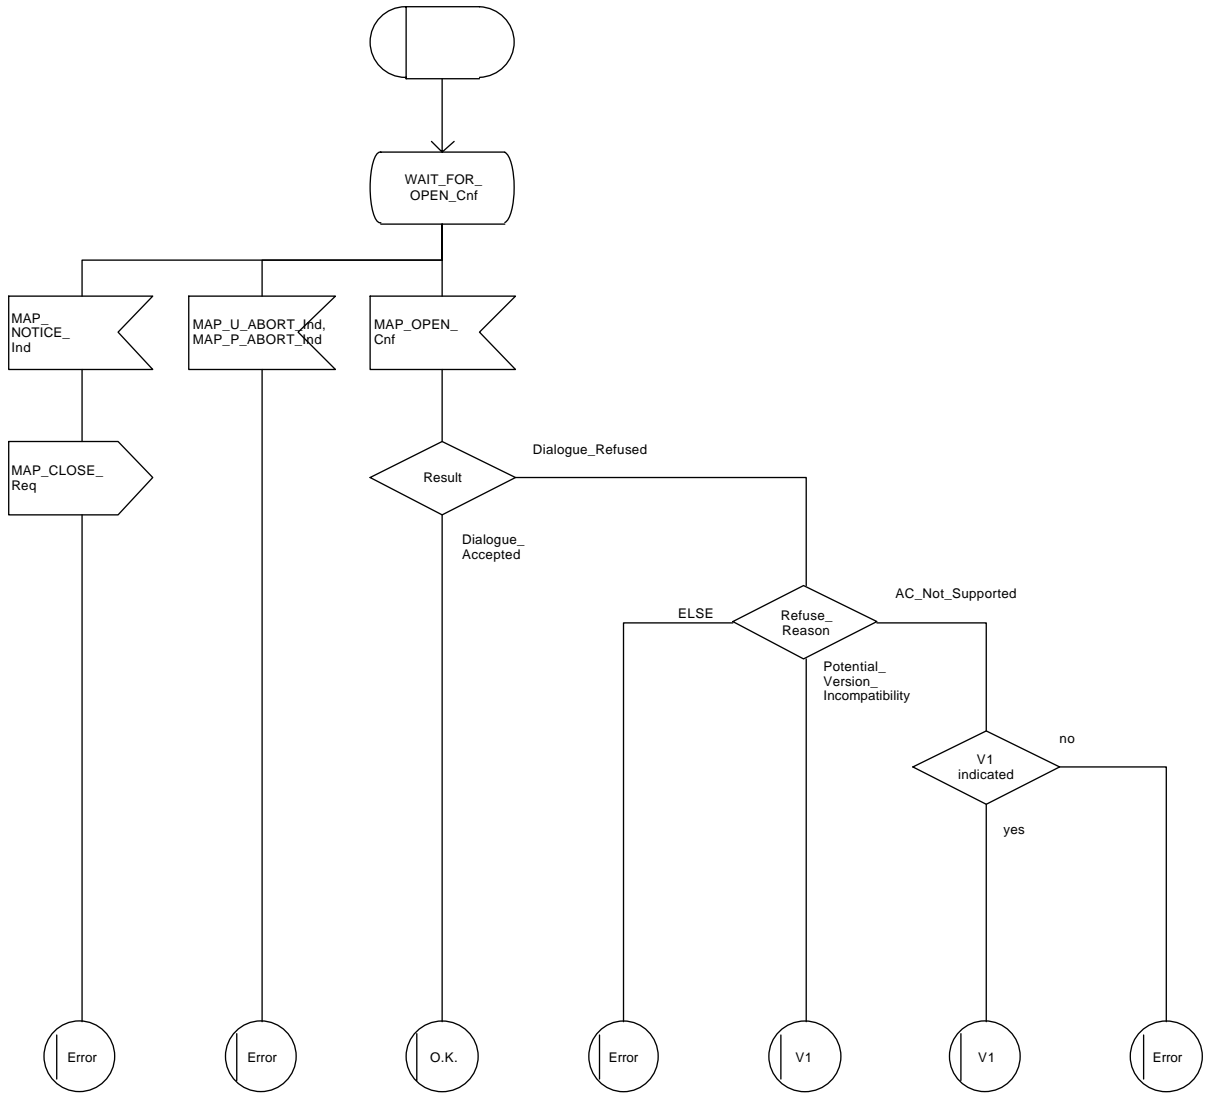 WAIT_FOR_
OPEN_Cnf
MAP_
NOTICE_
Ind
MAP_U_ABORT_Ind,
MAP_P_ABORT_Ind
MAP_OPEN_
Cnf
MAP_CLOSE_
Req
Result
Dialogue_Refused
Dialogue_
Accepted
ELSE
Refuse_
Reason
AC_Not_Supported
Potential_
Version_
Incompatibility
V1
indicated
no
yes
Error
Error
O.K.
Error
V1
V1
Error